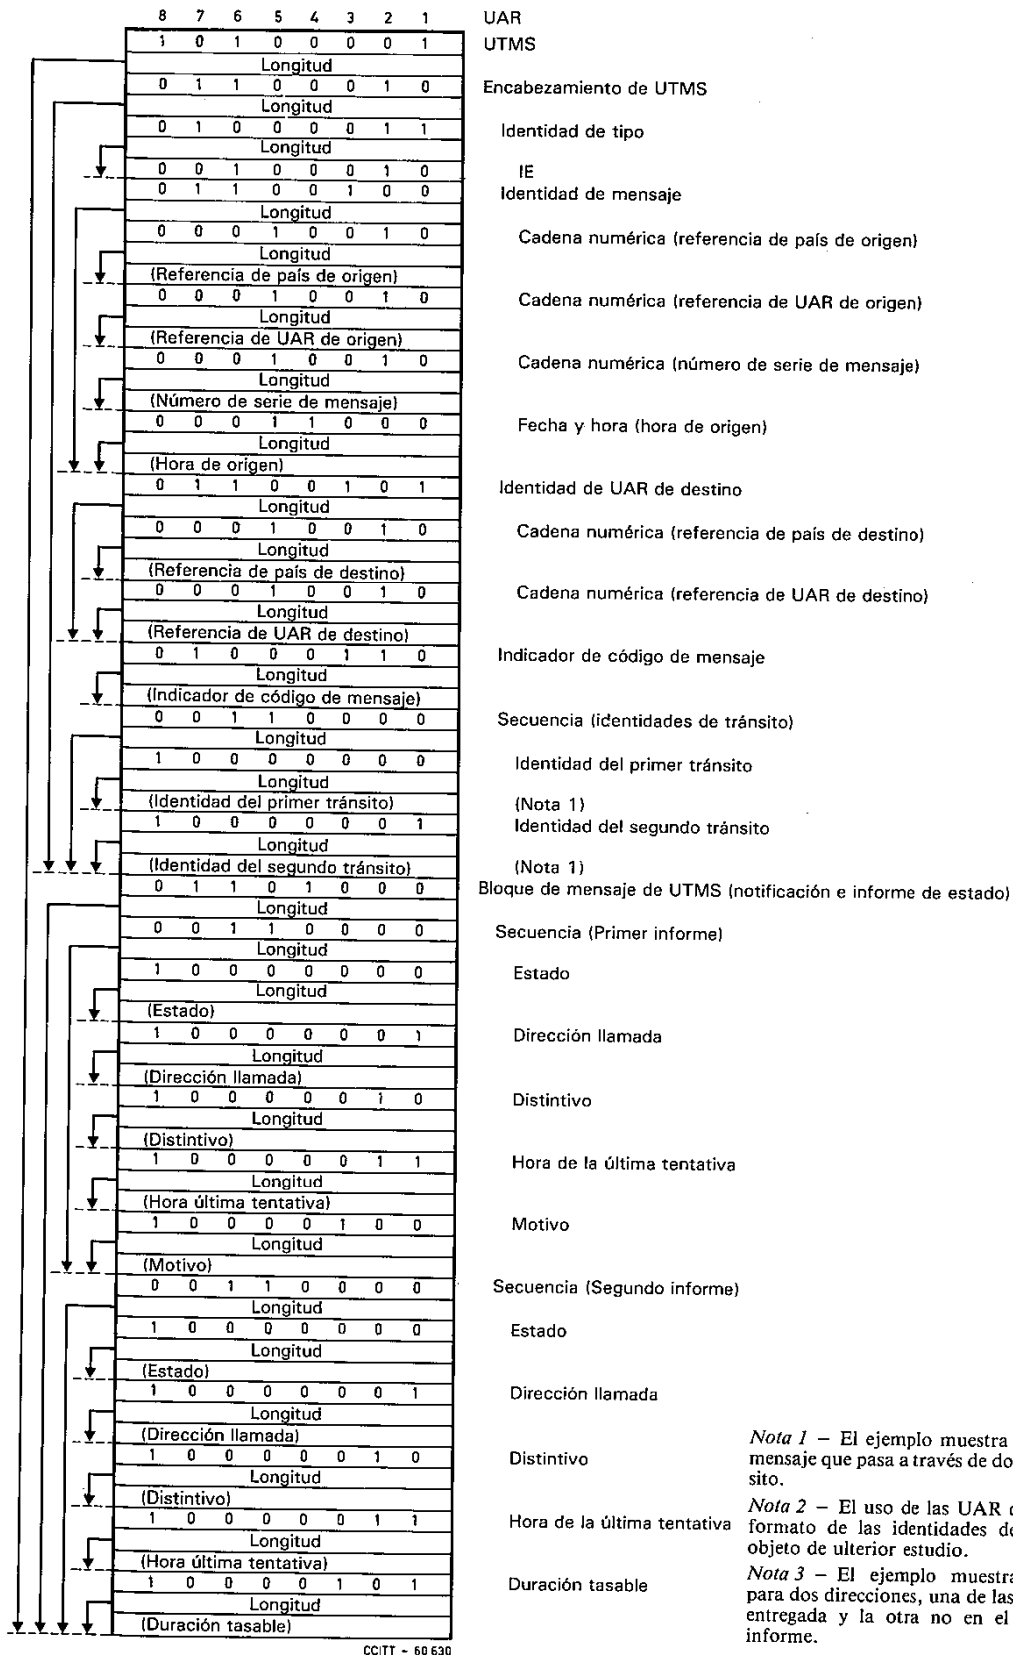 8 7 6 5 4 3 2 1 UAR
1 0 1 0 0 0 0 1 UTMS
Longitud
0 1 1 0 0 0 1 0 Encabezamiento de UTMS
Longitud
0 1 0 0 0 0 1 1 Identidad de tipo
Longitud
0 0 1 0 0 0 1 0 IE
0 1 1 0 0 1 0 0 Identidad de mensaje
Longitud
0 0 0 1 0 0 1 0 Cadena numérica (referencia de país de origen)
Longitud
(Referencia de país de origen)
0 0 0 1 0 0 1 0 Cadena numérica (referencia de UAR de origen)
Longitud
(Referencia de UAR de origen)
0 0 0 1 0 0 1 0 Cadena numérica (número de serie de mensaje)
Longitud
(Número de serie de mensaje)
0 0 0 1 1 0 0 0 Fecha y hora (hora de origen)
Longitud
(Hora de origen)
0 1 1 0 0 1 0 1 Identidad de UAR de destino
Longitud
0 0 0 1 0 0 1 0 Cadena numérica (referencia de país de destino)
Longitud
(Referencia de país de destino)
0 0 0 1 0 0 1 0 Cadena numérica (referencia de UAR de destino)
Longitud
(Referencia de UAR de destino)
0 1 0 0 0 1 1 0 Indicador de código de mensaje
Longitud
(Indicador de código de mensaje)
0 0 1 1 0 0 0 0 Secuencia (identidades de tránsito)
Longitud
1 0 0 0 0 0 0 0 Identidad del primer tránsito
Longitud
(Identidad del primer tránsito) (Nota 1)
1 0 0 0 0 0 0 1 Identidad del segundo tránsito
Longitud
(Identidad del segundo tránsito) (Nota 1)
0 1 1 0 1 0 0 0 Bloque de mensaje de UTMS (notificación e informe de estado)
Longitud
0 0 1 1 0 0 0 0 Secuencia (Primer informe)
Longitud
1 0 0 0 0 0 0 0 Estado
Longitud
(Estado)
1 0 0 0 0 0 0 1 Dirección llamada
Longitud
(Dirección llamada)
1 0 0 0 0 0 1 0 Distintivo
Longitud
(Distintivo)
1 0 0 0 0 0 1 1 Hora de la última tentativa
Longitud
(Hora última tentativa)
1 0 0 0 0 1 0 0 Motivo
Longitud
(Motivo)
0 0 1 1 0 0 0 0 Secuencia (Segundo informe)
Longitud
1 0 0 0 0 0 0 0 Estado
Longitud
(Estado)
1 0 0 0 0 0 0 1 Dirección llamada
Longitud
(Dirección llamada)
1 0 0 0 0 0 1 0 Distintivo
Longitud
(Distintivo)
1 0 0 0 0 0 1 1 Hora de la última tentativa
Longitud
(Hora última tentativa)
1 0 0 0 0 1 0 1 Duración tasable
Longitud
(Duración tasable)
CCITT - 60 630
Nota 1 – El ejemplo muestra
mensaje que pasa a través de do
sito.
Nota 2 – El uso de las UAR
formato de las identidades de
objeto de ulterior estudio.
Nota 3 – El ejemplo muestra
para dos direcciones, una de las
entregada y la otra no en el
informe.